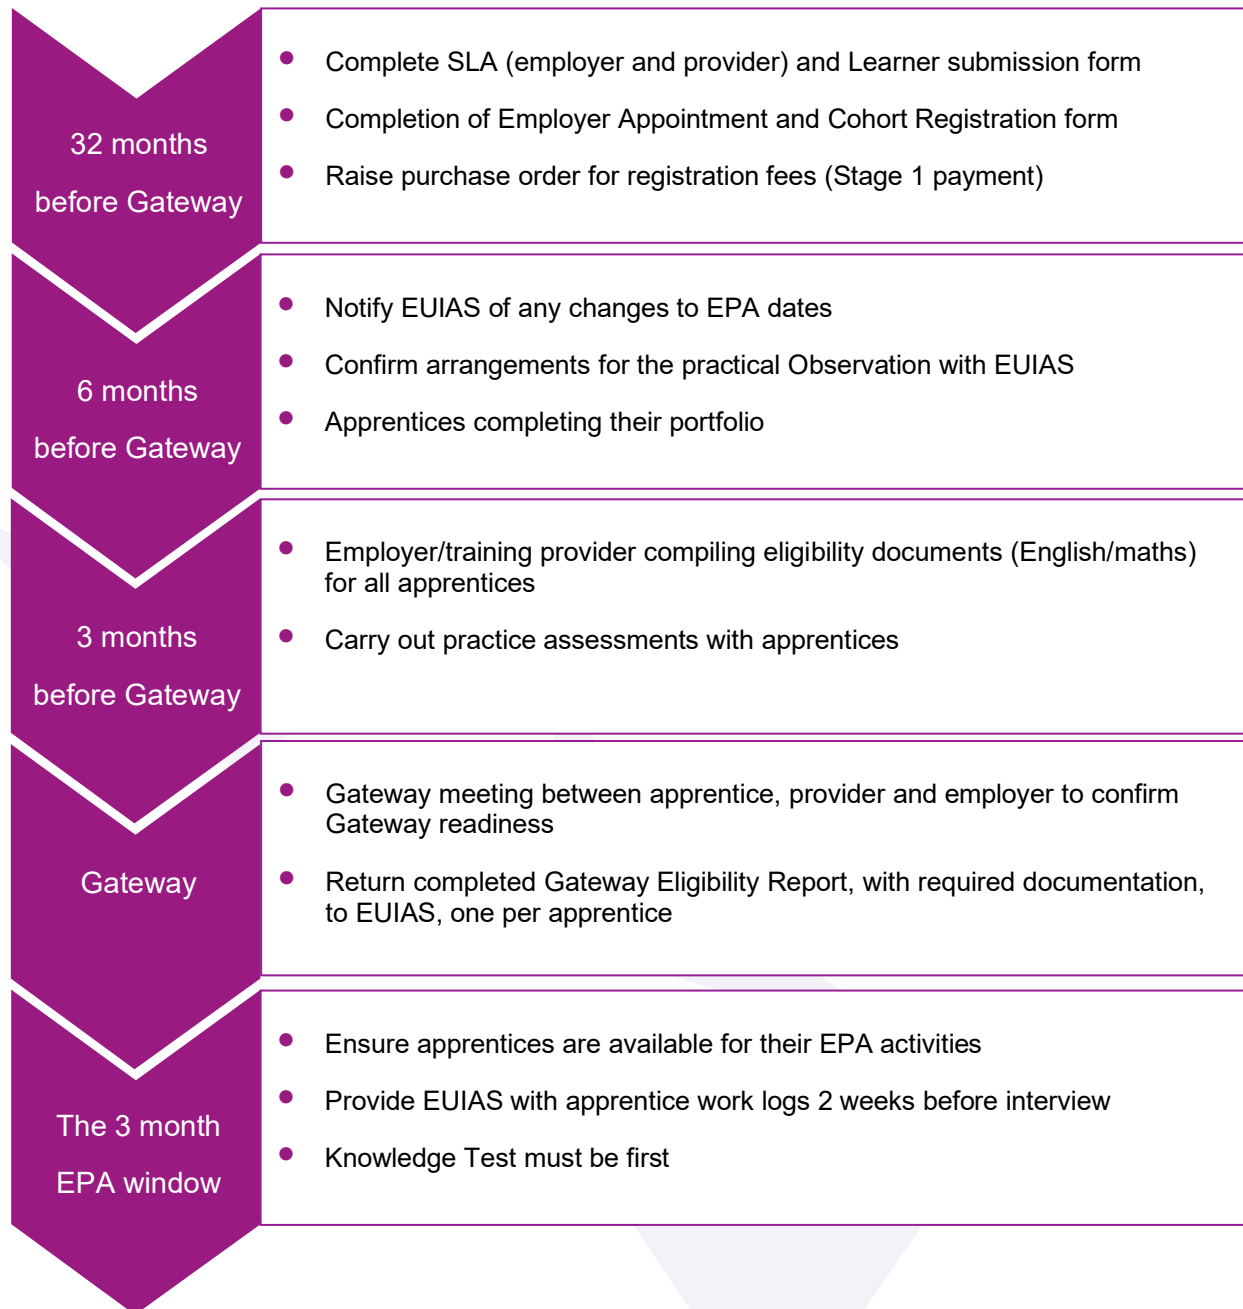 32 months
before Gateway
• Complete SLA (employer and provider) and Learner submission form
• Completion of Employer Appointment and Cohort Registration form
• Raise purchase order for registration fees (Stage 1 payment)
6 months
before Gateway
• Notify EUIAS of any changes to EPA dates
• Confirm arrangements for the practical Observation with EUIAS
• Apprentices completing their portfolio
3 months
before Gateway
• Employer/training provider compiling eligibility documents (English/maths)
for all apprentices
• Carry out practice assessments with apprentices
Gateway
• Gateway meeting between apprentice, provider and employer to confirm
Gateway readiness
• Return completed Gateway Eligibility Report, with required documentation,
to EUIAS, one per apprentice
The 3 month
EPA window
• Ensure apprentices are available for their EPA activities
• Provide EUIAS with apprentice work logs 2 weeks before interview
• Knowledge Test must be first